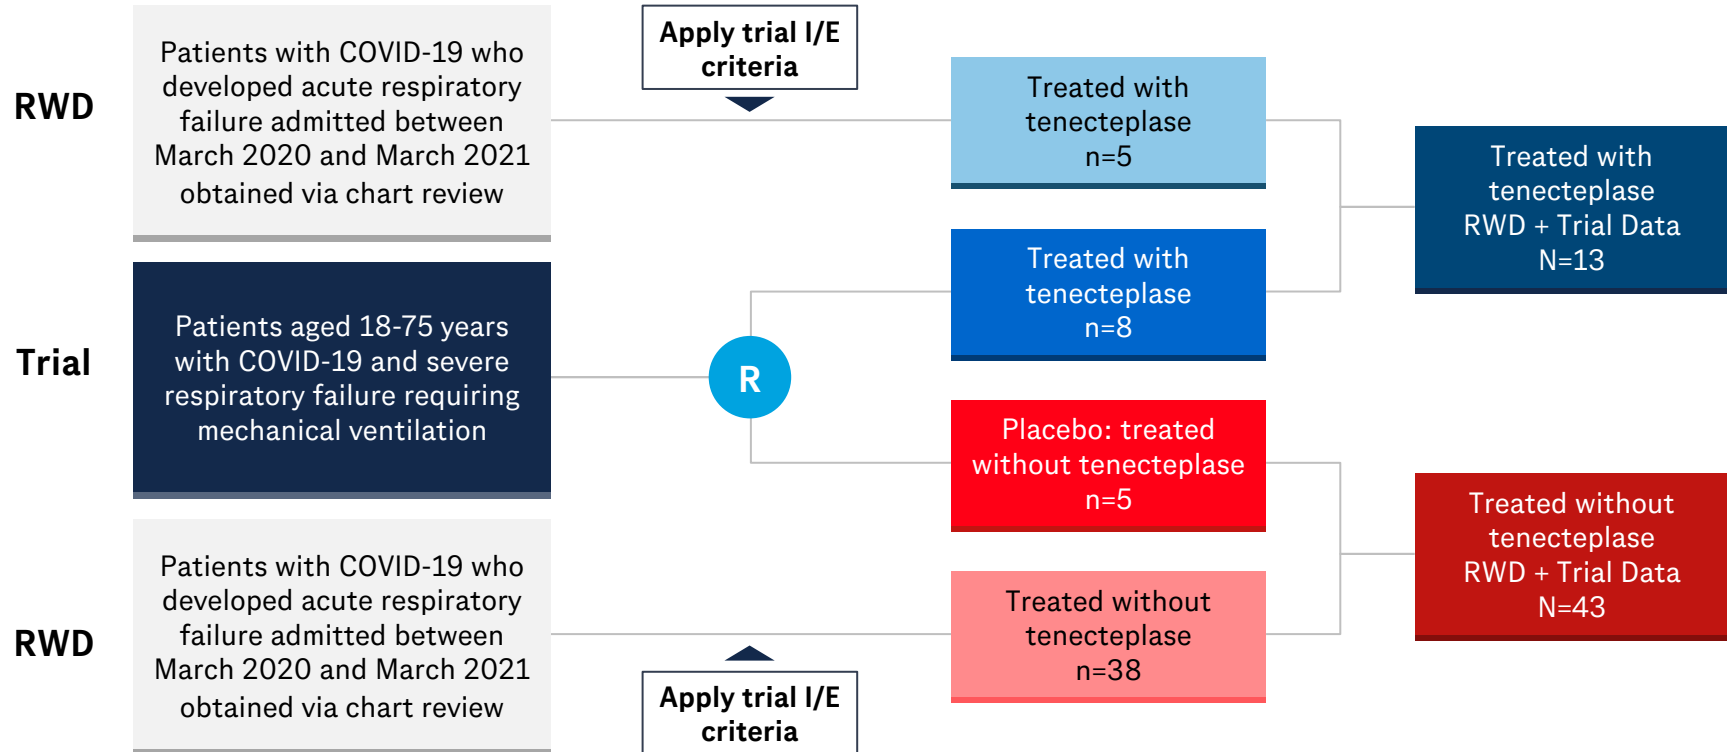 RWD
Patients with COVID-19 who
developed acute respiratory
failure admitted between
March 2020 and March 2021
obtained via chart review
Apply trial I/E
criteria
Treated with
tenecteplase
n=5
Treated with
tenecteplase
RWD + Trial Data
N=13
Trial
Patients aged 18-75 years
with COVID-19 and severe
respiratory failure requiring
mechanical ventilation
R
Treated with
tenecteplase
n=8
Placebo: treated
without tenecteplase
n=5
Treated without
tenecteplase
RWD + Trial Data
N=43
RWD
Patients with COVID-19 who
developed acute respiratory
failure admitted between
March 2020 and March 2021
obtained via chart review
Apply trial I/E
criteria
Treated without
tenecteplase
n=38